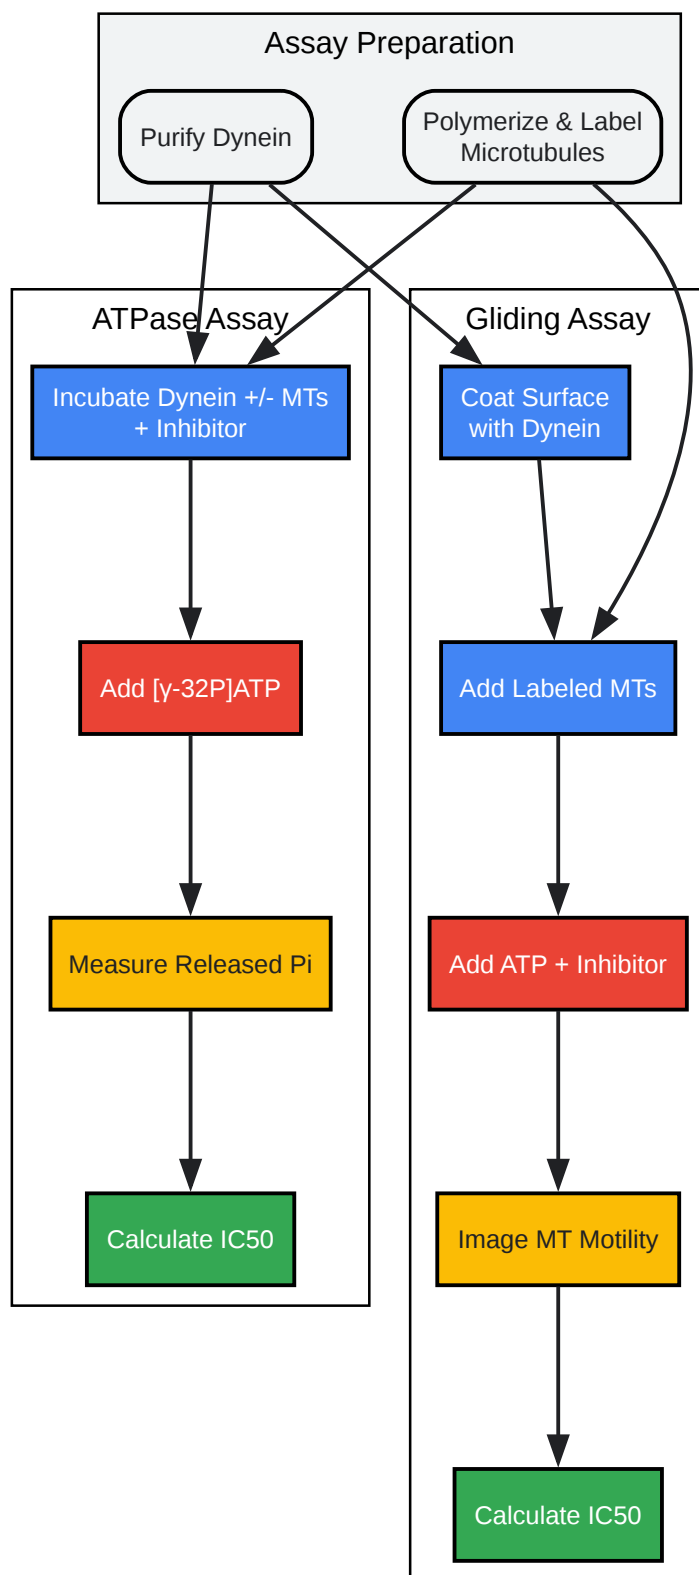 Assay Preparation
Purify Dynein
Polymerize & Label
Microtubules
ATPase Assay
Incubate Dynein +/- MTs
+ Inhibitor
Add [γ-32P]ATP
Measure Released Pi
Calculate IC50
Gliding Assay
Coat Surface
with Dynein
Add Labeled MTs
Add ATP + Inhibitor
Image MT Motility
Calculate IC50